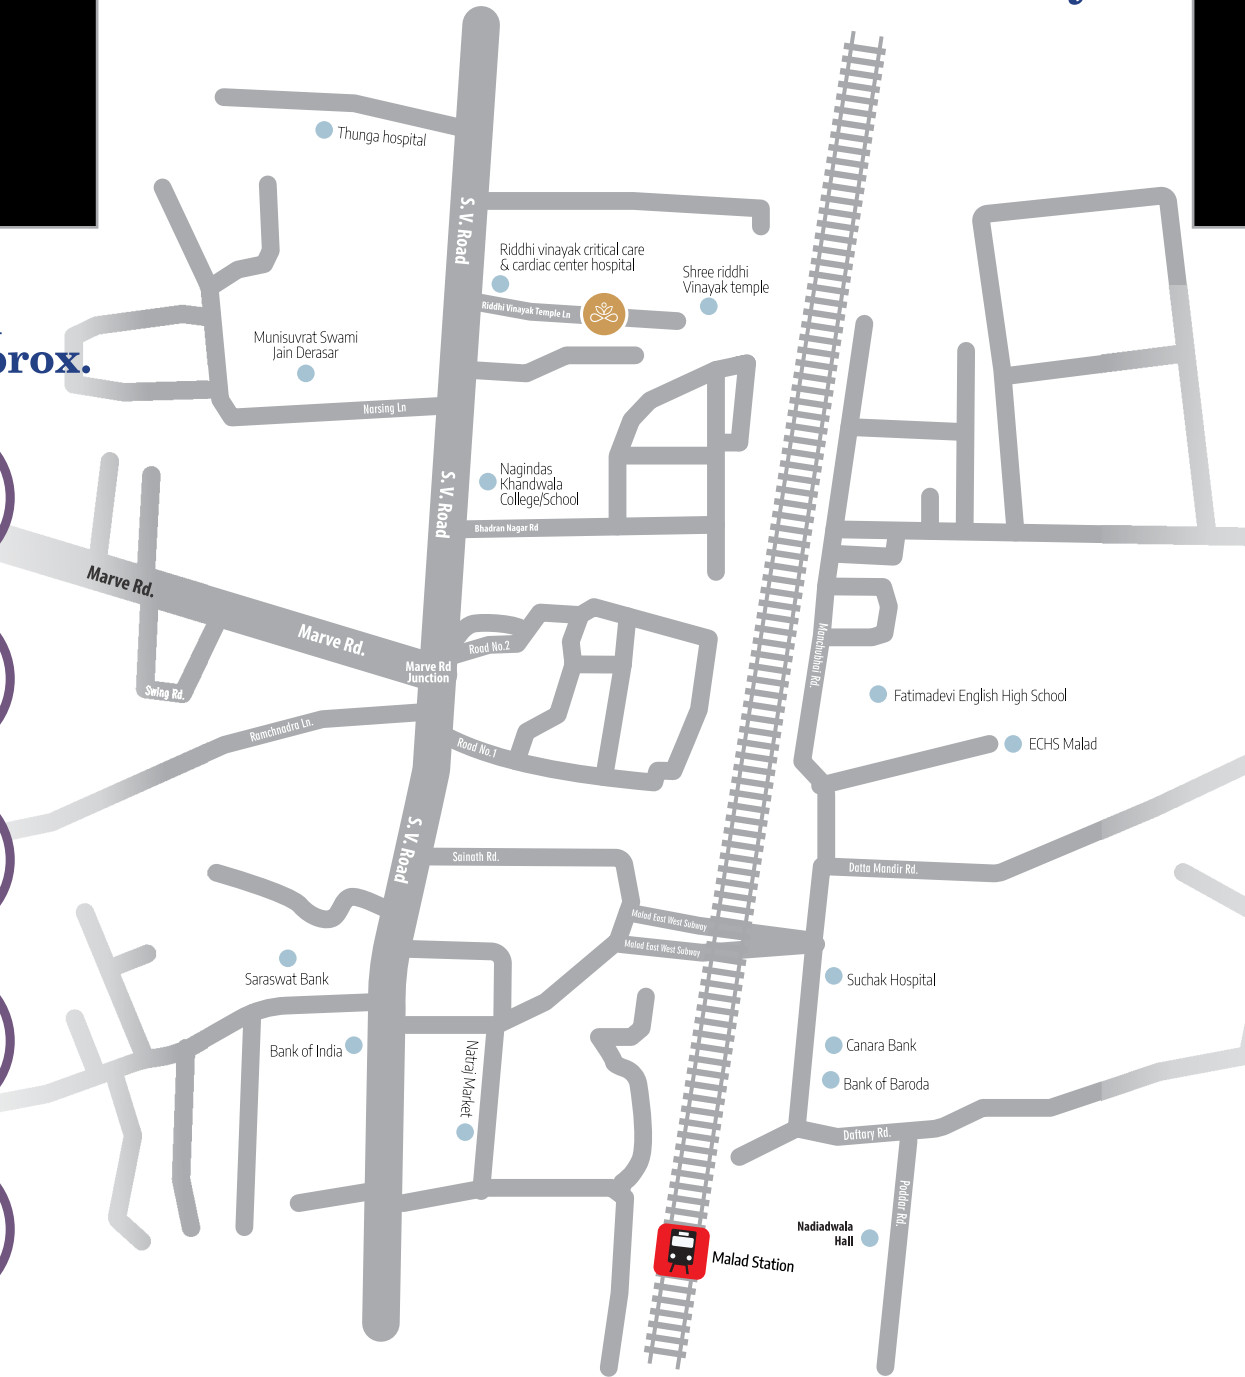 Thunga hospital
S. V. Road
Riddhi vinayak critical care
& cardiac center hospital
Shree riddhi
Vinayak temple
Riddhi Vinayak Temple Ln
Munisuvrat Swami
Jain Derasar
Narsing Ln
S. V. Road
Nagindas
Khandwala
College/School
Bhadran Nagar Rd
Marve Rd.
Marve Rd.
Marve Rd
Junction
Road No.2
Swing Rd.
Manchubhai Rd.
Fatimadevi English High School
Ramchnadra Ln.
Road No.1
ECHS Malad
S. V. Road
Sainath Rd.
Datta Mandir Rd.
Malad East West Subway
Malad East West Subway
Saraswat Bank
Suchak Hospital
Bank of India
Natraj Market
Canara Bank
Bank of Baroda
Daftary Rd.
Poddar Rd.
Nadiadwala
Hall
Malad Station